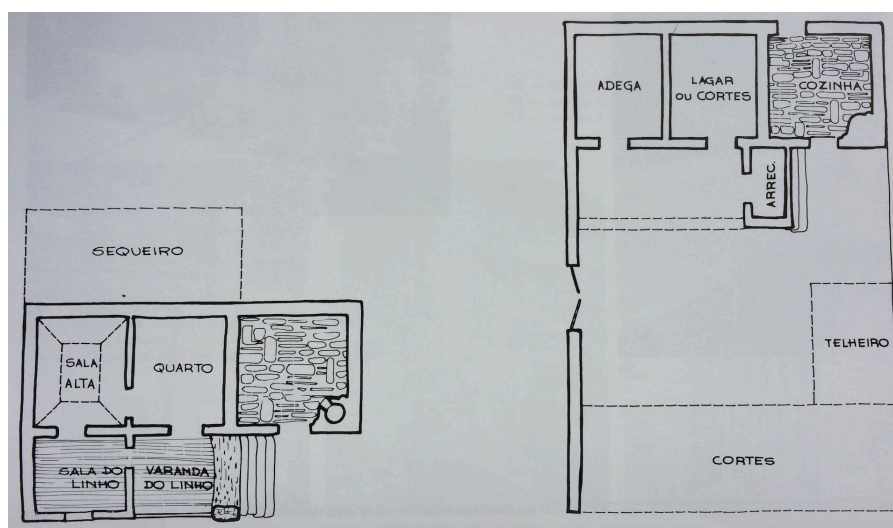 SEQUEIRO
SALA
ALTA
QUARTO
SALA DO
LINHO
VARANDA
DO LINHO
ADEGA
LAGAR
OU CORTES
COZINHA
ARREC.
TELHEIRO
CORTES